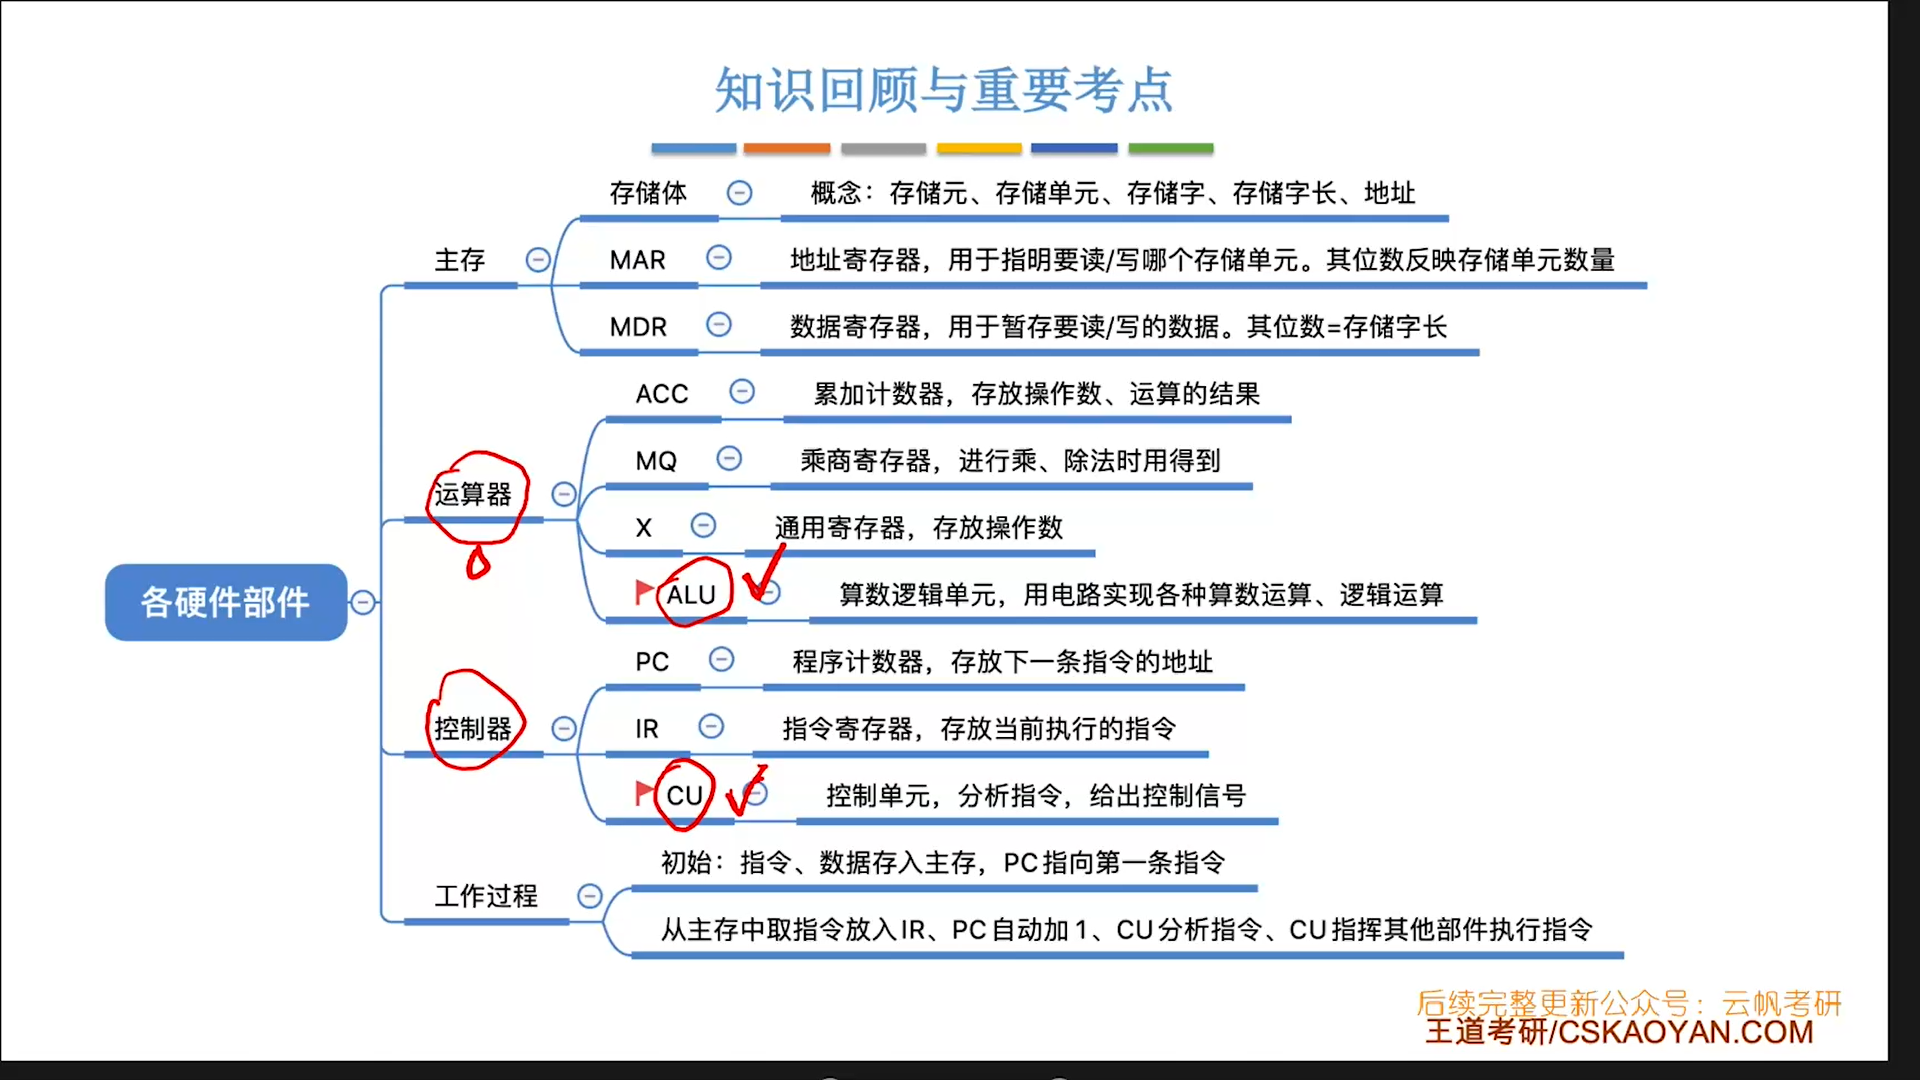 知识回顾与重要考点
存储体 概念：存储元、存储单元、存储字、存储字长、地址
主存
MAR 地址寄存器，用于指明要读/写哪个存储单元。其位数反映存储单元数量
MDR 数据寄存器，用于暂存要读/写的数据。其位数=存储字长
ACC 累加计数器，存放操作数、运算的结果
MQ 乘商寄存器，进行乘、除法时用得到
运算器
X 通用寄存器，存放操作数
ALU 算数逻辑单元，用电路实现各种算数运算、逻辑运算
各硬件部件
PC 程序计数器，存放下一条指令的地址
控制器
IR 指令寄存器，存放当前执行的指令
CU 控制单元，分析指令，给出控制信号
初始：指令、数据存入主存，PC指向第一条指令
工作过程
从主存中取指令放入IR、PC自动加1、CU分析指令、CU指挥其他部件执行指令
后续完整更新公众号：云帆考研
王道考研/CSKAOYAN.COM